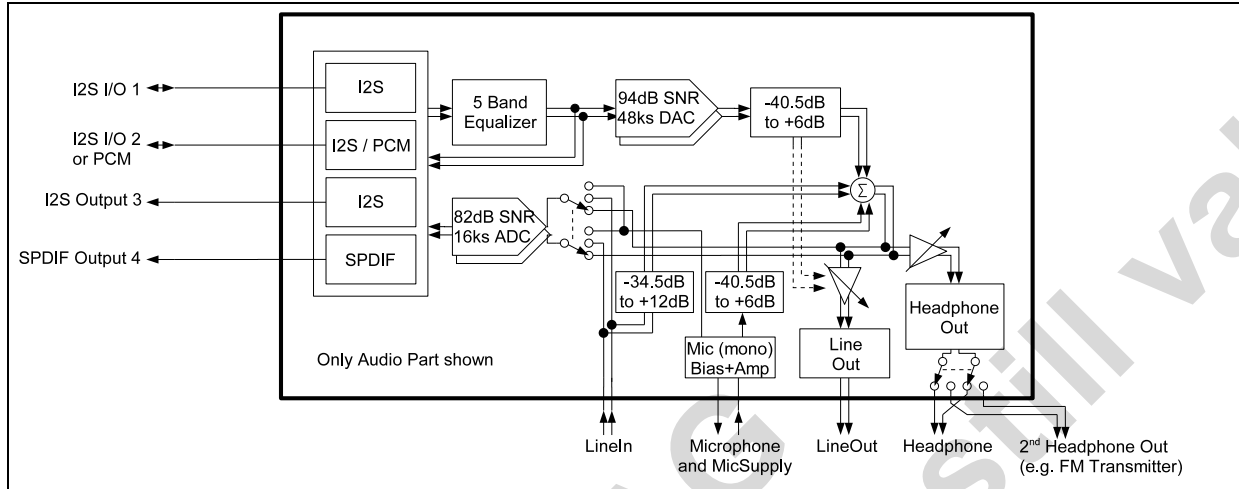 I2S I/O 1
I2S I/O 2
or PCM
I2S Output 3
SPDIF Output 4
I2S
I2S / PCM
I2S
SPDIF
5 Band
Equalizer
94dB SNR
48ks DAC
-40.5dB
to +6dB
Σ
82dB SNR
16ks ADC
-34.5dB
to +12dB
-40.5dB
to +6dB
Mic (mono)
Bias+Amp
Line
Out
Headphone
Out
Only Audio Part shown
LineIn
Microphone
and MicSupply
LineOut
Headphone
2nd Headphone Out
(e.g. FM Transmitter)
G
still va